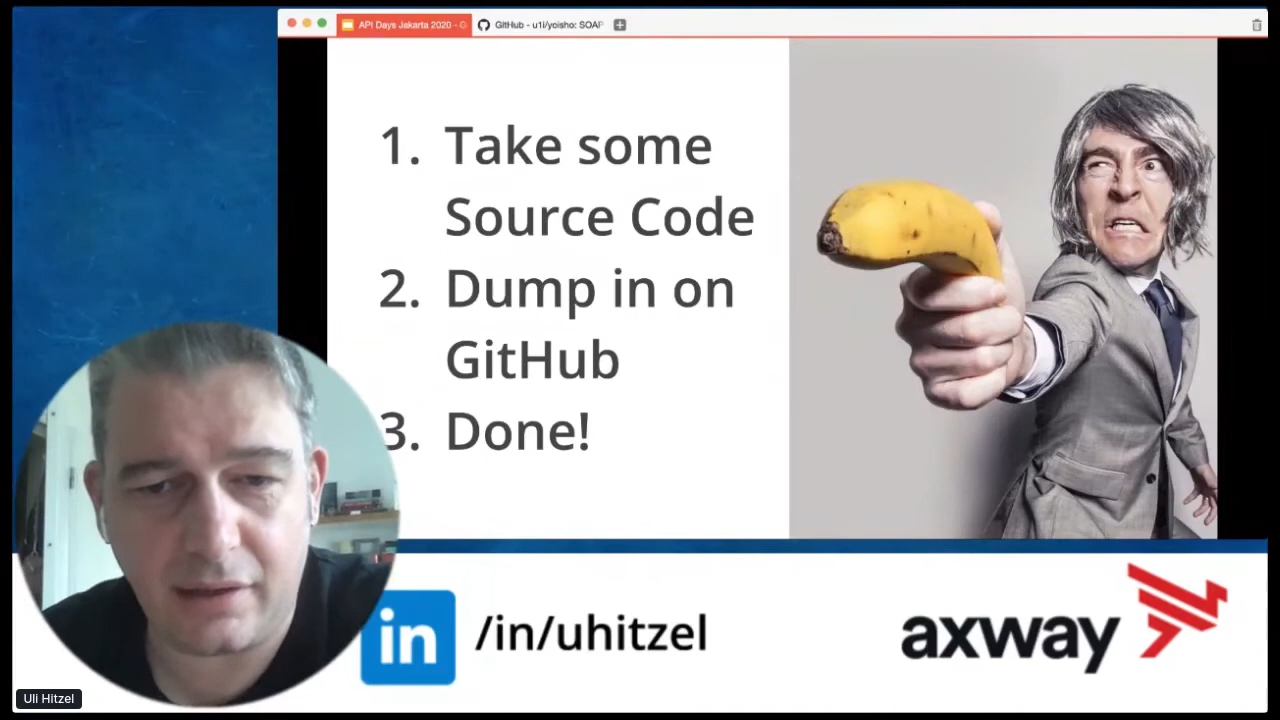 API Days Jakarta 2020 - G
GitHub - u1i/yoisho: SOAP
1. Take some
Source Code
2. Dump in on
GitHub
3. Done!
in /in/uhitzel
axway
Uli Hitzel